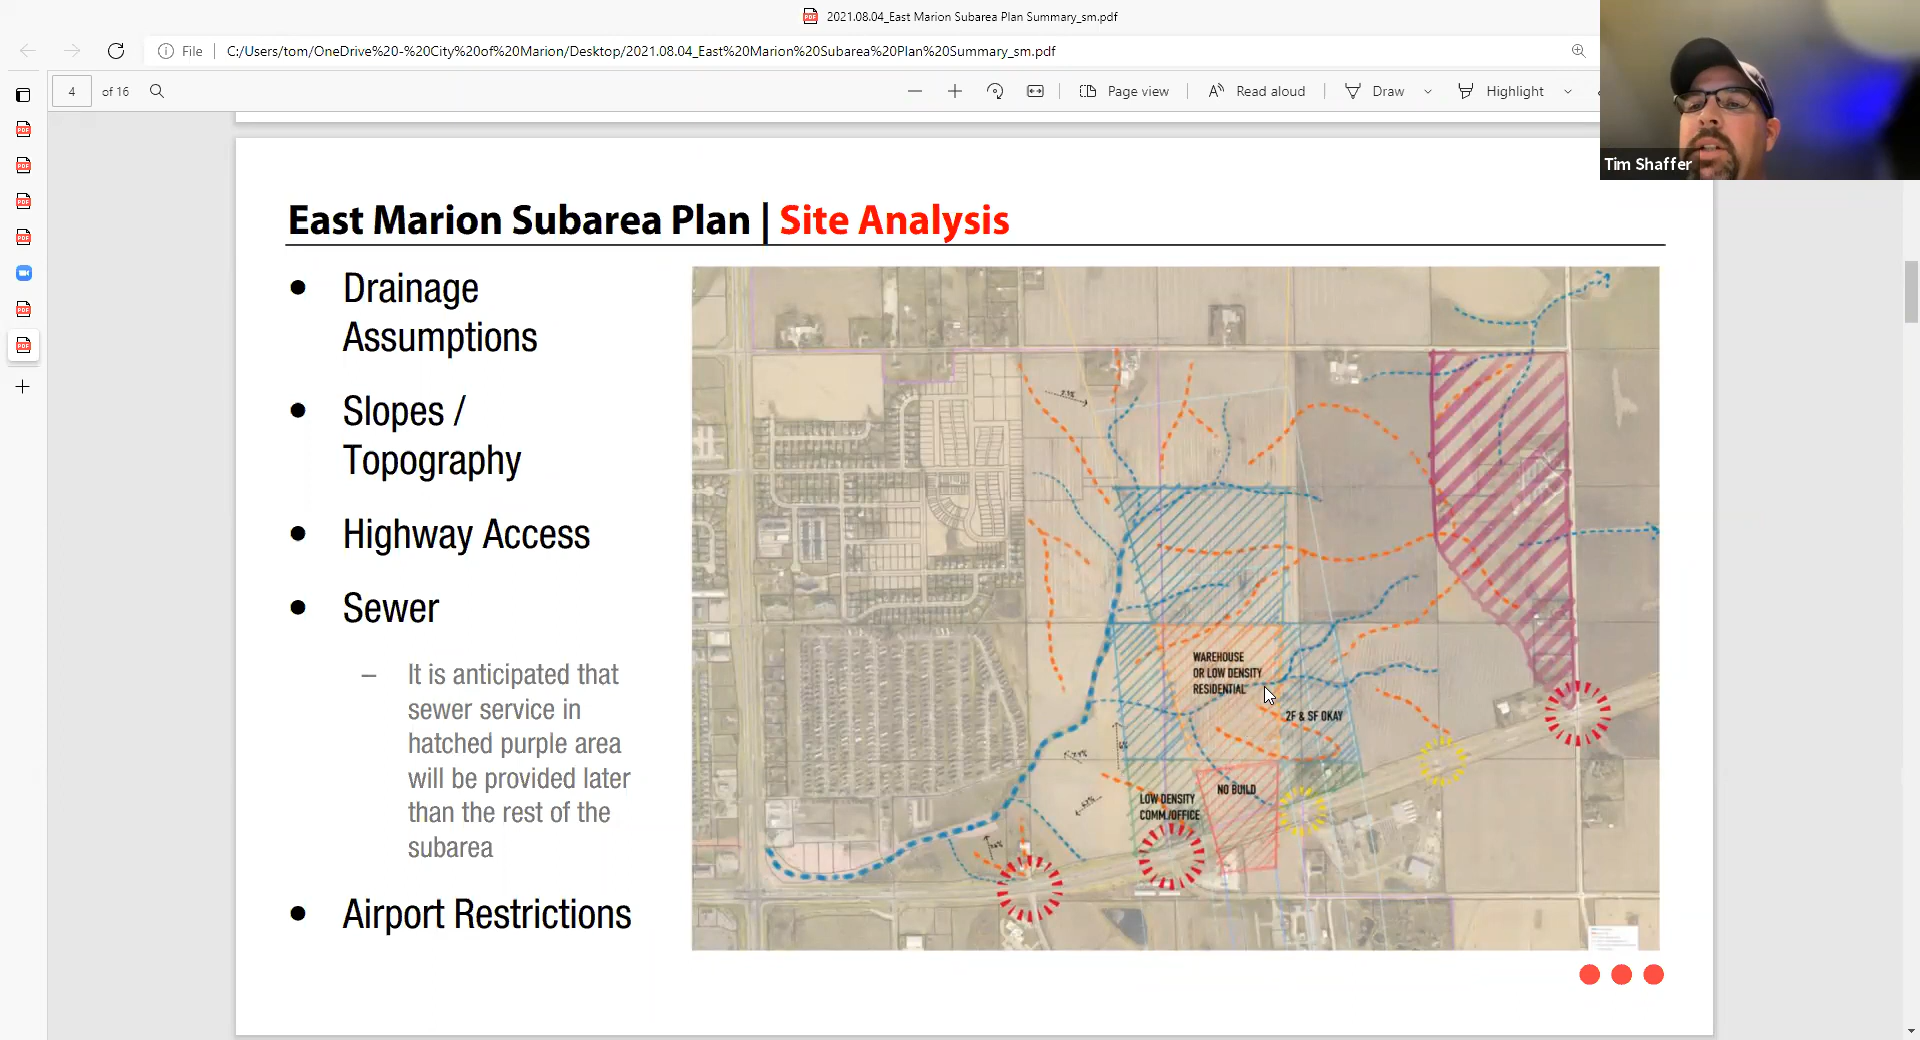 2021.08.04_East Marion Subarea Plan Summary_sm.pdf
File
C:/Users/tom/OneDrive%20-%20City%20of%20Marion/Desktop/2021.08.04_East%20Marion%20Subarea%20Plan%20Summary_sm.pdf
4 of 16
Page view
Read aloud
Draw
Highlight
Tim Shaffer
East Marion Subarea Plan | Site Analysis
• Drainage
Assumptions
• Slopes /
Topography
• Highway Access
• Sewer
– It is anticipated that
sewer service in
hatched purple area
will be provided later
than the rest of the
subarea
• Airport Restrictions
WAREHOUSE
OR LOW DENSITY
RESIDENTIAL
2F & SF OKAY
NO BUILD
LOW DENSITY
COMM./OFFICE